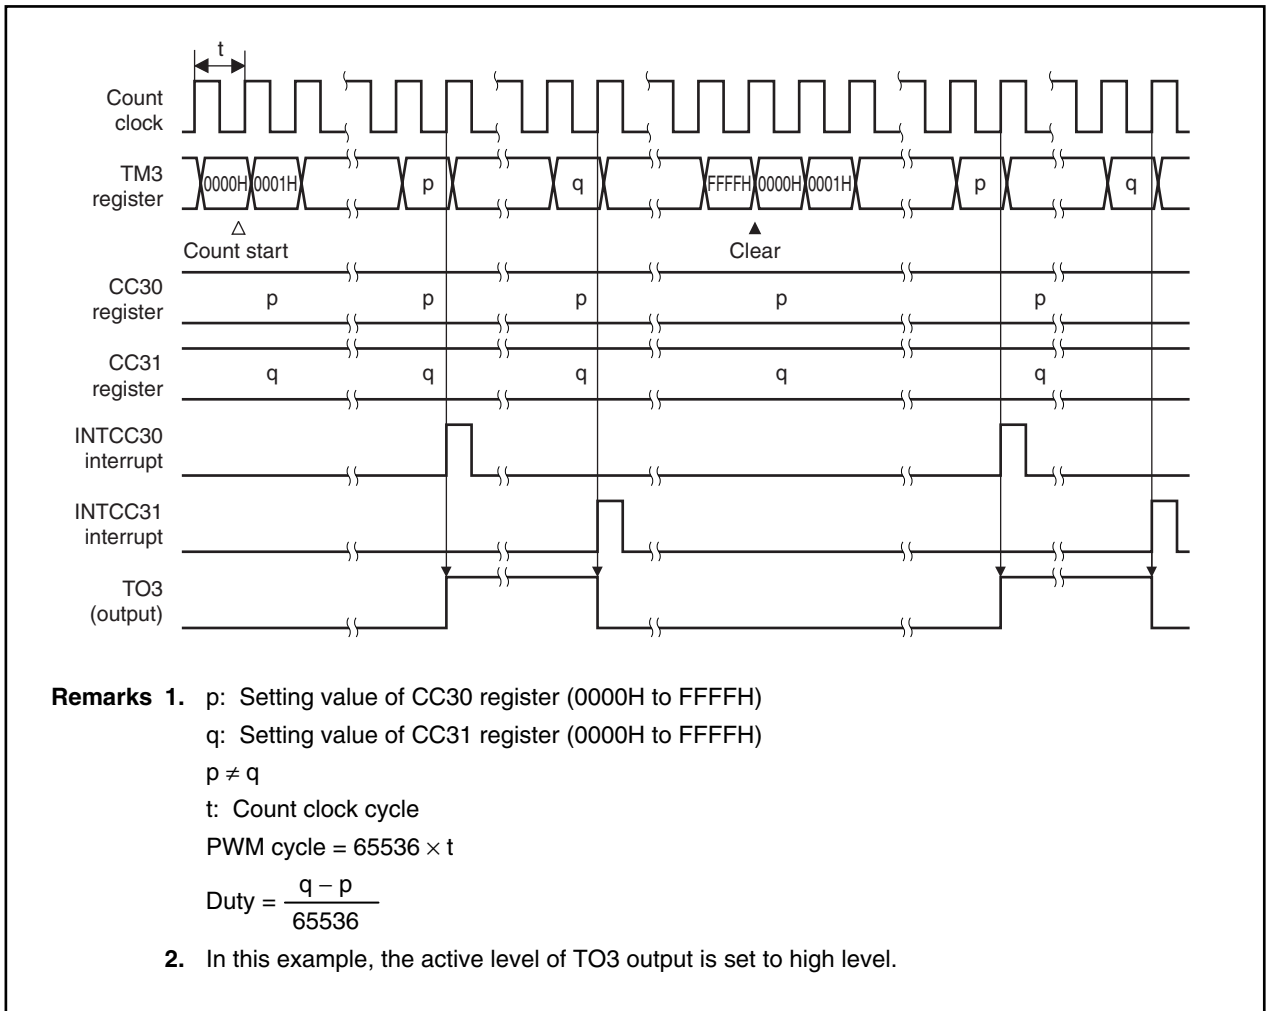 t
Count
clock
TM3
register
0000H 0001H p q FFFFH 0000H 0001H p q
Count start
Clear
CC30
register
p p p p p
CC31
register
q q q q q
INTCC30
interrupt
INTCC31
interrupt
TO3
(output)
Remarks 1. p: Setting value of CC30 register (0000H to FFFFH)
q: Setting value of CC31 register (0000H to FFFFH)
p ≠ q
t: Count clock cycle
PWM cycle = 65536 × t
Duty = q − p
65536
2. In this example, the active level of TO3 output is set to high level.